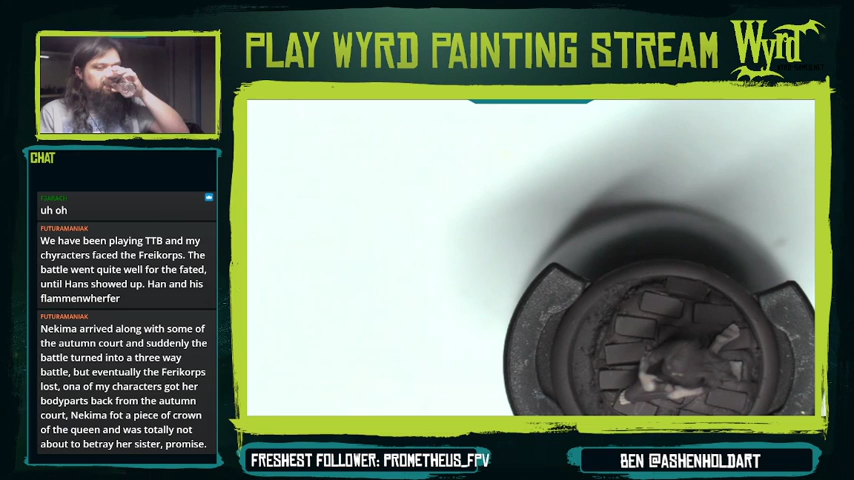 PLAY WYRD PAINTING STREAM
Wyrd
CHAT
uh oh
FUTURAMANIAK
We have been playing TTB and my
chyracters faced the Freikorps. The
battle went quite well for the fated,
until Hans showed up. Han and his
flammenwherfer
FUTURAMANIAK
Nekima arrived along with some of
the autumn court and suddenly the
battle turned into a three way
battle, but eventually the Ferikorps
lost, ona of my characters got her
bodyparts back from the autumn
court, Nekima fot a piece of crown
of the queen and was totally not
about to betray her sister, promise.
FRESHEST FOLLOWER: PROMETHEUS_FPV
BEN @ASHENHOLDART